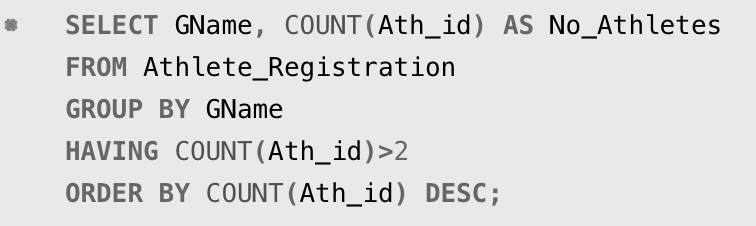 SELECT GName, COUNT(Ath_id) AS No_Athletes
FROM Athlete_Registration
GROUP BY GName
HAVING COUNT(Ath_id)>2
ORDER BY COUNT(Ath_id) DESC;